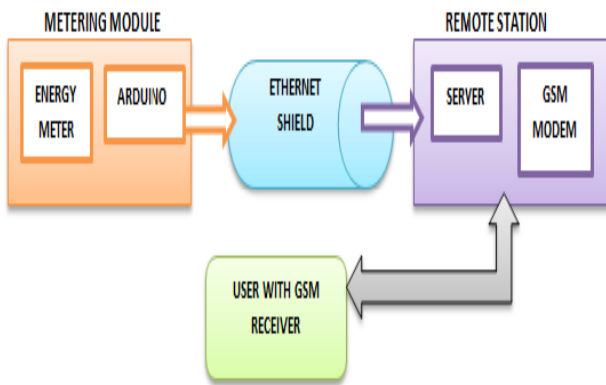 METERING MODULE
REMOTE STATION
ENERGY
METER
ARDUINO
ETHERNET
SHIELD
SERVER
GSM
MODEM
USER WITH GSM
RECEIVER